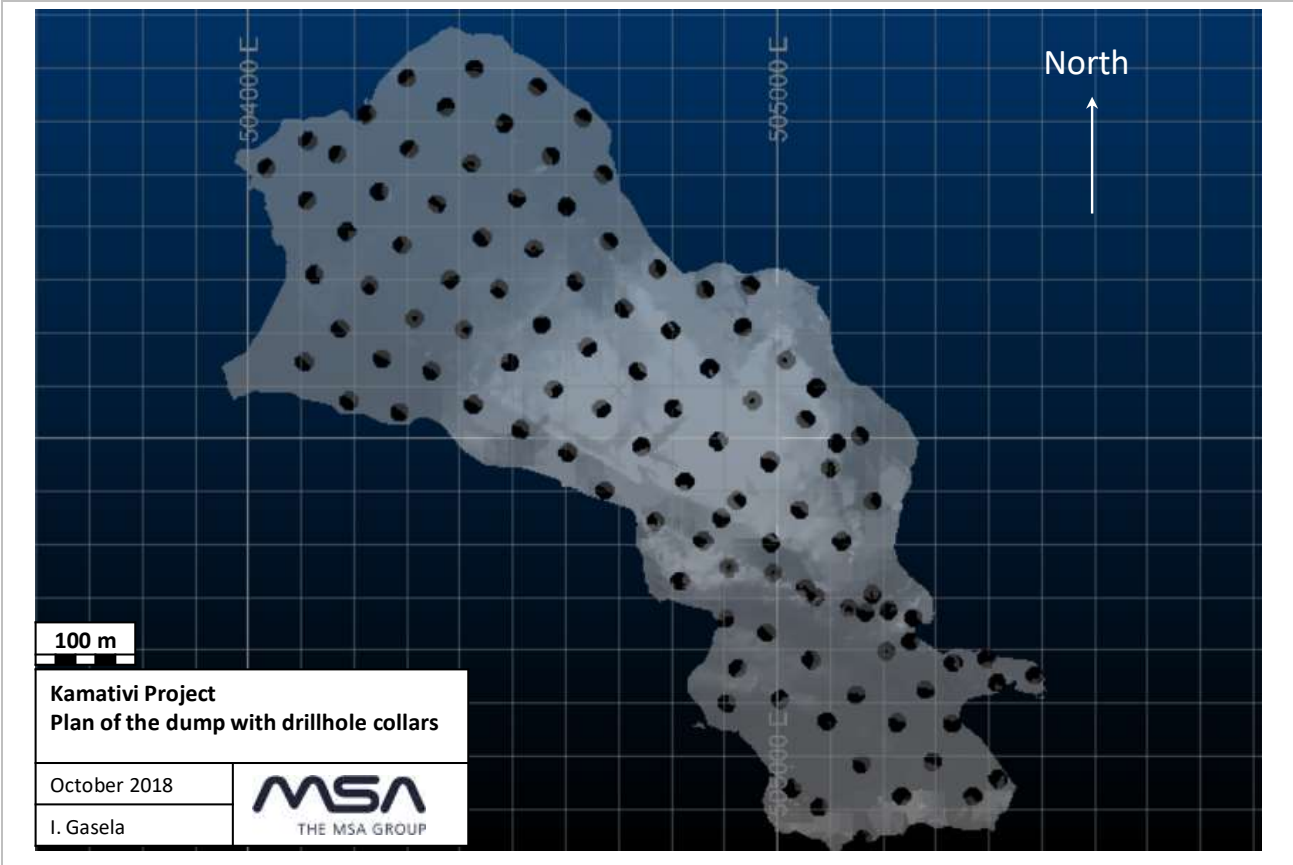 504000 E
505000 E
North
100 m
Kamativi Project
Plan of the dump with drillhole collars
October 2018
I. Gasela
MSA
THE MSA GROUP